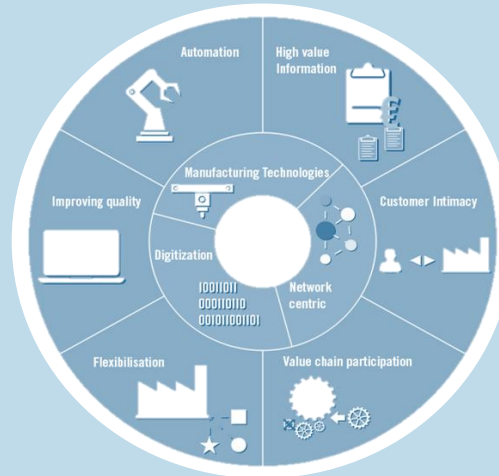 Automation
High value
Information
Manufacturing Technologies
Improving quality
Customer Intimacy
Digitization
Network
centric
10011011
000110110
001011001101
Flexibilisation
Value chain participation